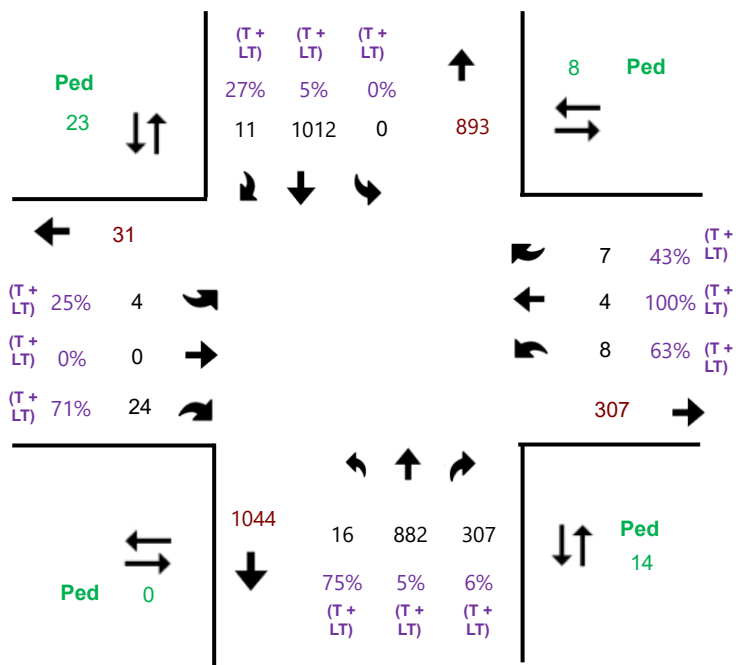 (T + LT) (T + LT) (T + LT)
27% 5% 0%
11 1012 0
893
Ped
23
8 Ped
31
(T + LT) 25% 4
(T + LT) 0% 0
(T + LT) 71% 24
7 43% (T + LT)
4 100% (T + LT)
8 63% (T + LT)
307
1044
16 882 307
75% 5% 6%
(T + LT) (T + LT) (T + LT)
Ped 0
Ped
14